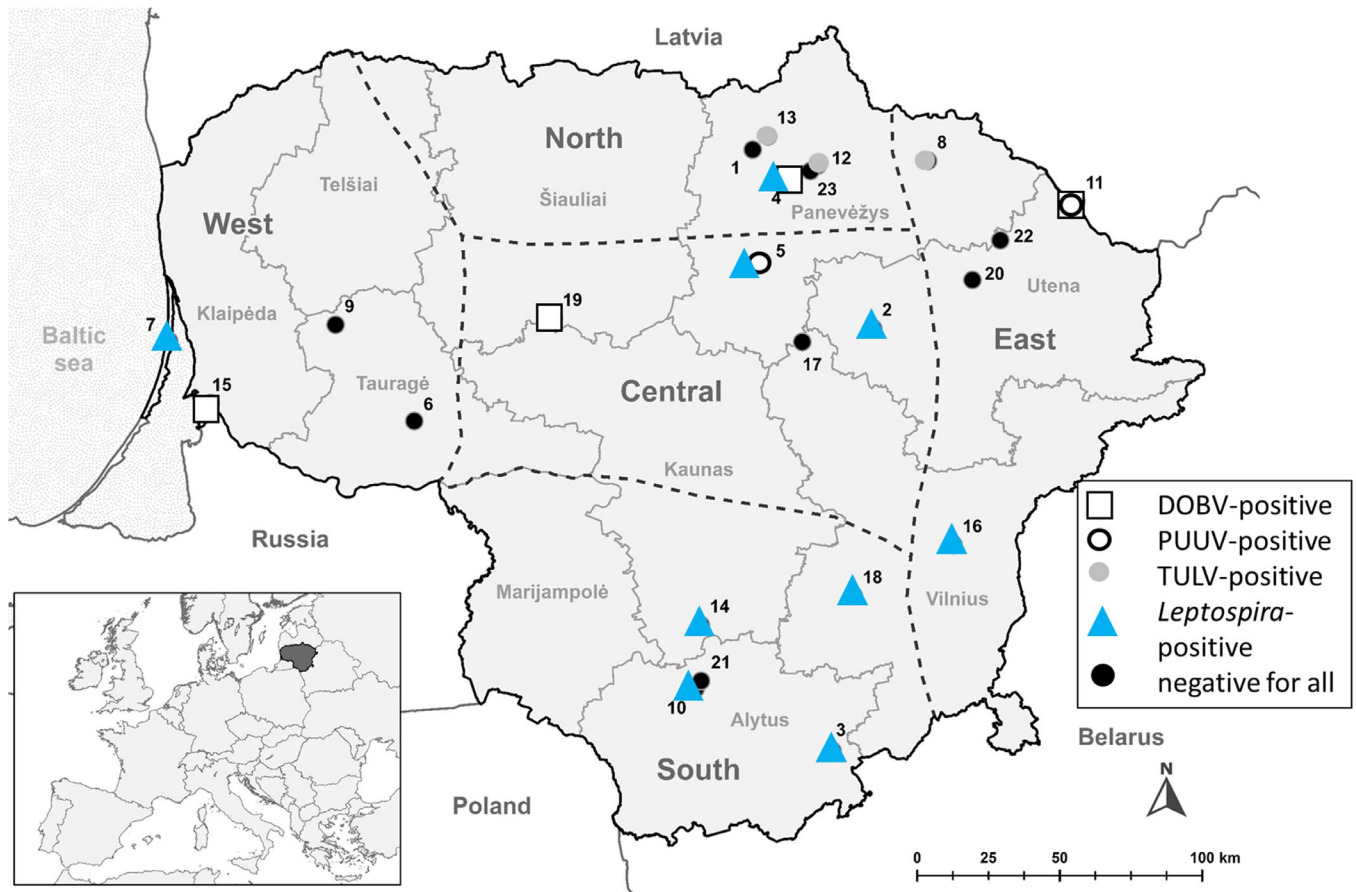 Latvia
13
North
1
12
8
4
23
11
Telšiai
Šiauliai
Panevėžys
West
22
5
20
Utena
19
Klaipėda
9
2
7
Baltic
sea
East
17
15
Tauragė
Central
6
Kaunas
DOBV-positive
16
Russia
PUUV-positive
TULV-positive
18
Marijampolė
Vilnius
14
Leptospira-
positive
21
negative for all
10
Alytus
3
Belarus
South
N
Poland
0 25 50 100 km